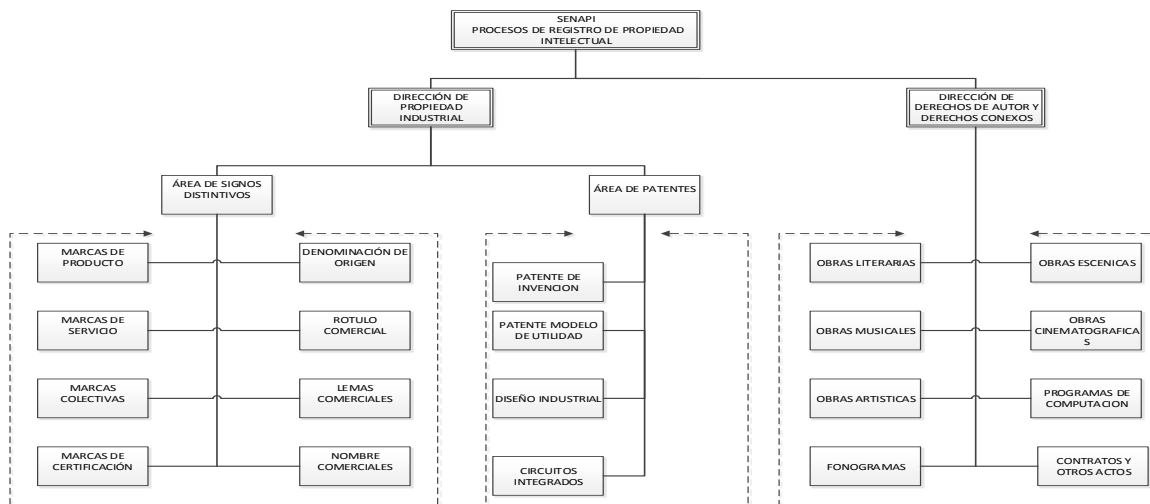 SENAPI
PROCESOS DE REGISTRO DE PROPIEDAD
INTELECTUAL
DIRECCIÓN DE
PROPIEDAD
INDUSTRIAL
DIRECCIÓN DE
DERECHOS DE AUTOR Y
DERECHOS CONEXOS
ÁREA DE SIGNOS
DISTINTIVOS
ÁREA DE PATENTES
MARCAS DE
PRODUCTO
DENOMINACIÓN DE
ORIGEN
MARCAS DE
SERVICIO
ROTULO
COMERCIAL
MARCAS
COLECTIVAS
LEMAS
COMERCIALES
MARCAS DE
CERTIFICACIÓN
NOMBRE
COMERCIALES
PATENTE DE
INVENCION
PATENTE MODELO
DE UTILIDAD
DISEÑO INDUSTRIAL
CIRCUITOS
INTEGRADOS
OBRAS LITERARIAS
OBRAS ESCENICAS
OBRAS MUSICALES
OBRAS
CINEMATOGRAFICA
S
OBRAS ARTISTICAS
PROGRAMAS DE
COMPUTACION
FONOGRAMAS
CONTRATOS Y
OTROS ACTOS